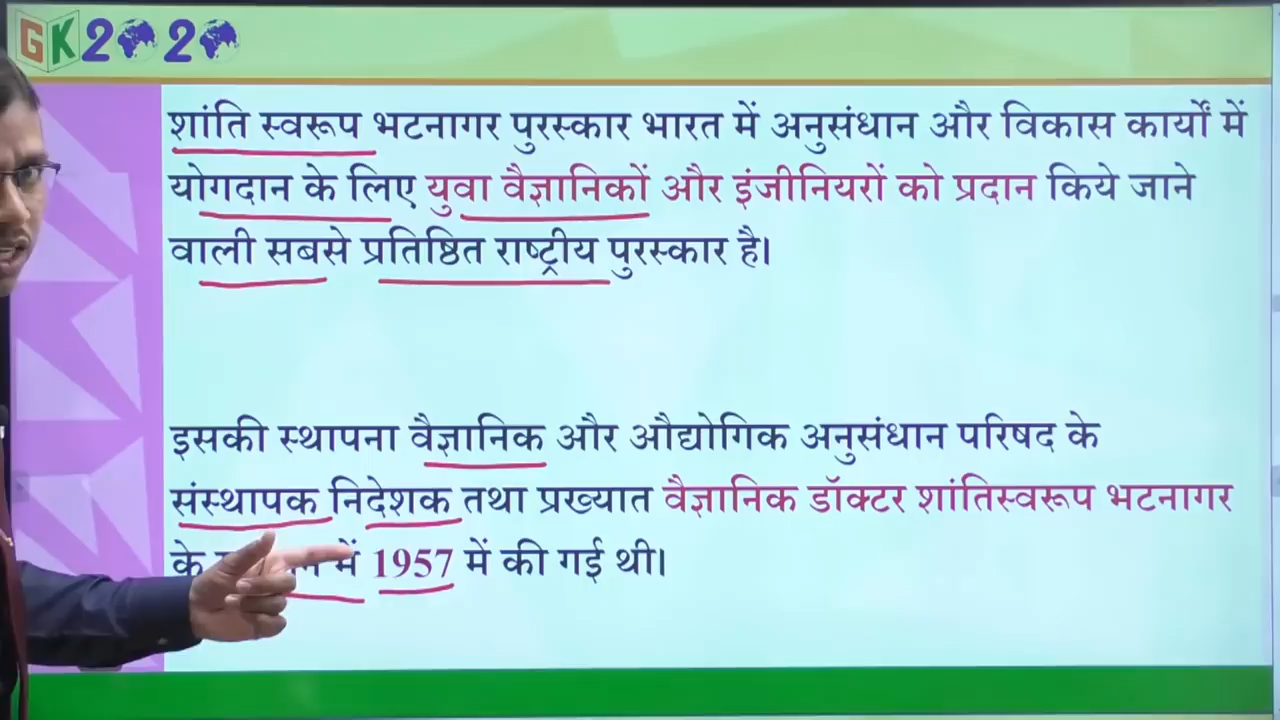 GK2020
शांति स्वरूप भटनागर पुरस्कार भारत में अनुसंधान और विकास कार्यों में
योगदान के लिए युवा वैज्ञानिकों और इंजीनियरों को प्रदान किये जाने
वाली सबसे प्रतिष्ठित राष्ट्रीय पुरस्कार है।
इसकी स्थापना वैज्ञानिक और औद्योगिक अनुसंधान परिषद के
संस्थापक निदेशक तथा प्रख्यात वैज्ञानिक डॉक्टर शांतिस्वरूप भटनागर
के में 1957 में की गई थी।